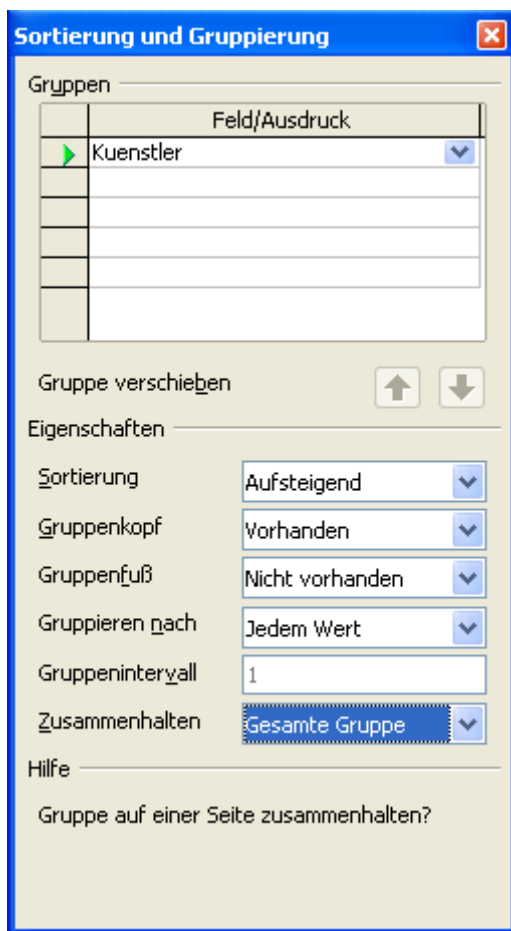 Sortierung und Gruppierung
Gruppen
Feld/Ausdruck
Kuenstler
Gruppe verschieben
Eigenschaften
Sortierung Aufsteigend
Gruppenkopf Vorhanden
Gruppenfuß Nicht vorhanden
Gruppieren nach Jedem Wert
Gruppenintervall 1
Zusammenhalten Gesamte Gruppe
Hilfe
Gruppe auf einer Seite zusammenhalten?